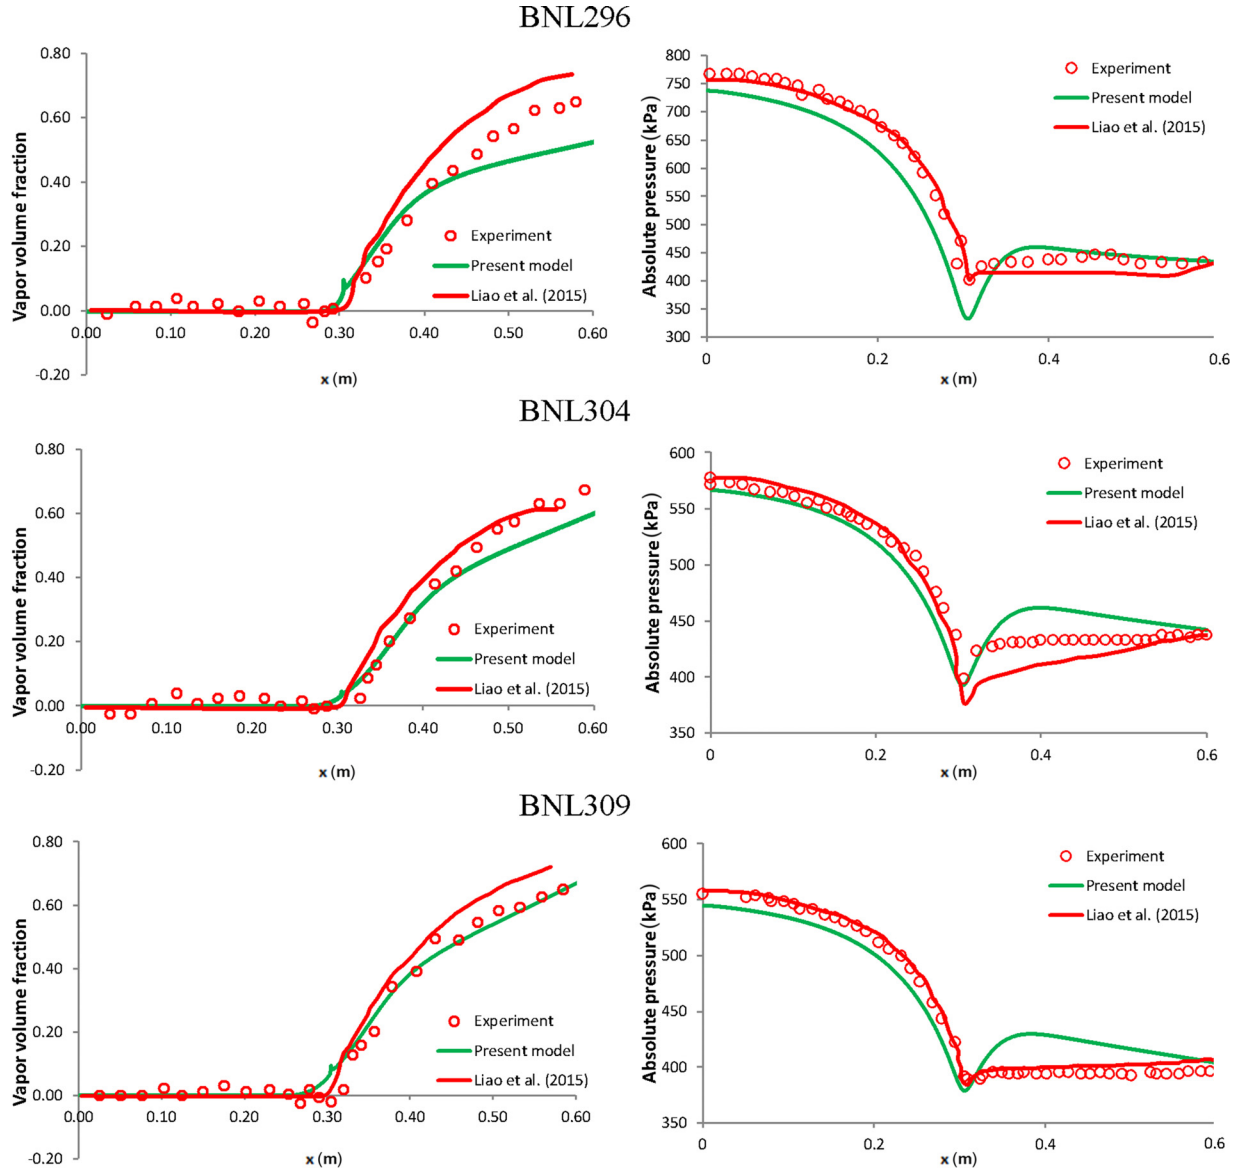 BNL296
0.80
0.60
0.40
0.20
0.00
-0.20
0.00
0.10
0.20
0.30
0.40
0.50
0.60
Vapor volume fraction
x (m)
Experiment
Present model
Liao et al. (2015)
800
750
700
650
600
550
500
450
400
350
300
0
0.2
0.4
0.6
Absolute pressure (kPa)
x (m)
Experiment
Present model
Liao et al. (2015)
BNL304
0.80
0.60
0.40
0.20
0.00
-0.20
0.00
0.10
0.20
0.30
0.40
0.50
0.60
Vapor volume fraction
x (m)
Experiment
Present model
Liao et al. (2015)
600
550
500
450
400
350
0
0.2
0.4
0.6
Absolute pressure (kPa)
x (m)
Experiment
Present model
Liao et al. (2015)
BNL309
0.80
0.60
0.40
0.20
0.00
-0.20
0.00
0.10
0.20
0.30
0.40
0.50
0.60
Vapor volume fraction
x (m)
Experiment
Present model
Liao et al. (2015)
600
550
500
450
400
350
0
0.2
0.4
0.6
Absolute pressure (kPa)
x (m)
Experiment
Present model
Liao et al. (2015)